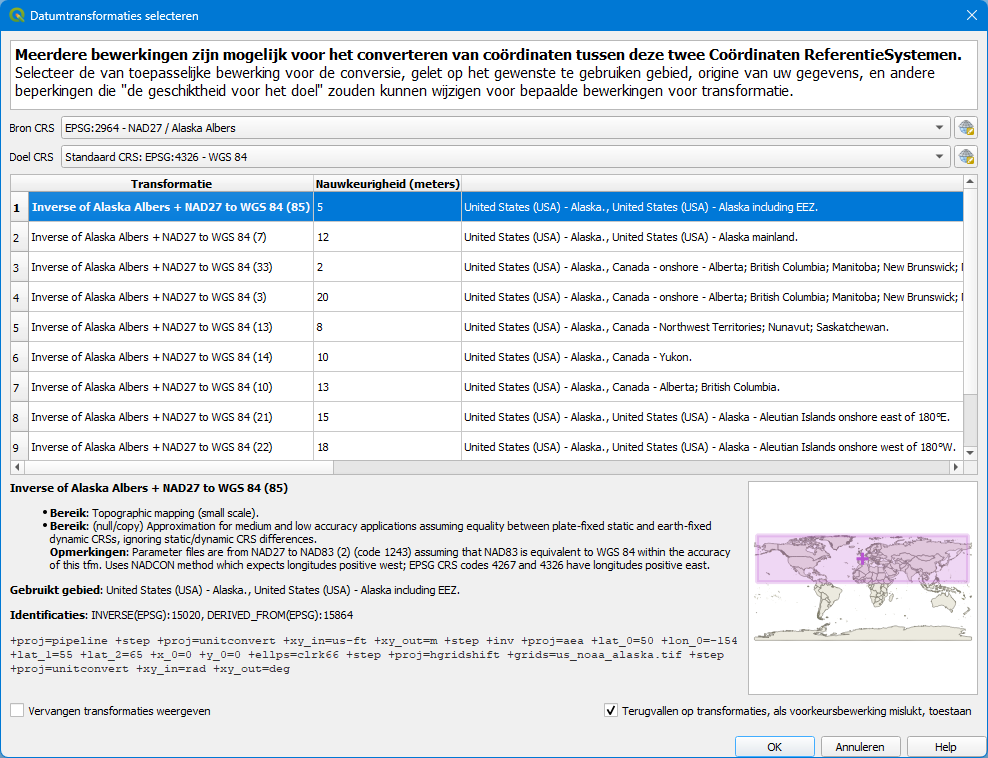 Datumtransformaties selecteren
Meerdere bewerkingen zijn mogelijk voor het converteren van coördinaten tussen deze twee Coördinaten ReferentieSystemen.
Selecteer de van toepasselijke bewerking voor de conversie, gelet op het gewenste te gebruiken gebied, origine van uw gegevens, en andere
beperkingen die "de geschiktheid voor het doel" zouden kunnen wijzigen voor bepaalde bewerkingen voor transformatie.
Bron CRS EPSG:2964 - NAD27 / Alaska Albers
Doel CRS Standaard CRS: EPSG:4326 - WGS 84
Transformatie Nauwkeurigheid (meters)
1 Inverse of Alaska Albers + NAD27 to WGS 84 (85) 5 United States (USA) - Alaska., United States (USA) - Alaska including EEZ.
2 Inverse of Alaska Albers + NAD27 to WGS 84 (7) 12 United States (USA) - Alaska., United States (USA) - Alaska mainland.
3 Inverse of Alaska Albers + NAD27 to WGS 84 (33) 2 United States (USA) - Alaska., Canada - onshore - Alberta; British Columbia; Manitoba; New Brunswick;
4 Inverse of Alaska Albers + NAD27 to WGS 84 (3) 20 United States (USA) - Alaska., Canada - onshore - Alberta; British Columbia; Manitoba; New Brunswick;
5 Inverse of Alaska Albers + NAD27 to WGS 84 (13) 8 United States (USA) - Alaska., Canada - Northwest Territories; Nunavut; Saskatchewan.
6 Inverse of Alaska Albers + NAD27 to WGS 84 (14) 10 United States (USA) - Alaska., Canada - Yukon.
7 Inverse of Alaska Albers + NAD27 to WGS 84 (10) 13 United States (USA) - Alaska., Canada - Alberta; British Columbia.
8 Inverse of Alaska Albers + NAD27 to WGS 84 (21) 15 United States (USA) - Alaska., United States (USA) - Alaska - Aleutian Islands onshore east of 180°E.
9 Inverse of Alaska Albers + NAD27 to WGS 84 (22) 18 United States (USA) - Alaska., United States (USA) - Alaska - Aleutian Islands onshore west of 180°W.
Inverse of Alaska Albers + NAD27 to WGS 84 (85)
• Bereik: Topographic mapping (small scale).
• Bereik: (null/copy) Approximation for medium and low accuracy applications assuming equality between plate-fixed static and earth-fixed
dynamic CRSs, ignoring static/dynamic CRS differences.
Opmerkingen: Parameter files are from NAD27 to NAD83 (2) (code 1243) assuming that NAD83 is equivalent to WGS 84 within the accuracy
of this tfm. Uses NADCON method which expects longitudes positive west; EPSG CRS codes 4267 and 4326 have longitudes positive east.
Gebruikt gebied: United States (USA) - Alaska., United States (USA) - Alaska including EEZ.
Identificaties: INVERSE(EPSG):15020, DERIVED_FROM(EPSG):15864
+proj=pipeline +step +proj=unitconvert +xy_in=us-ft +xy_out=m +step +inv +proj=aea +lat_0=50 +lon_0=-154
+lat_1=55 +lat_2=65 +x_0=0 +y_0=0 +ellps=clrk66 +step +proj=hgridshift +grids=us_noaa_alaska.tif +step
+proj=unitconvert +xy_in=rad +xy_out=deg
Vervangen transformaties weergeven
Terugvallen op transformaties, als voorkeursbewerking mislukt, toestaan
OK Annuleren Help